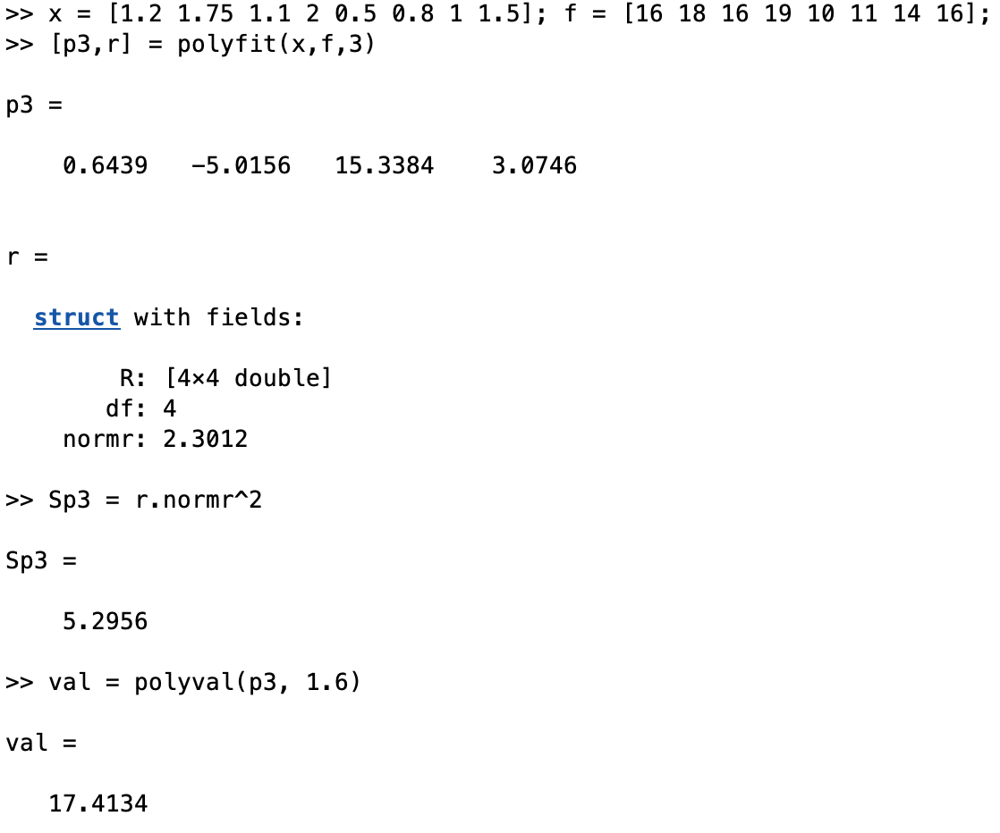 >> x = [1.2 1.75 1.1 2 0.5 0.8 1 1.5]; f = [16 18 16 19 10 11 14 16];
>> [p3,r] = polyfit(x,f,3)
p3 =
0.6439 -5.0156 15.3384 3.0746
r =
struct with fields:
R: [4×4 double]
df: 4
normr: 2.3012
>> Sp3 = r.normr^2
Sp3 =
5.2956
>> val = polyval(p3, 1.6)
val =
17.4134